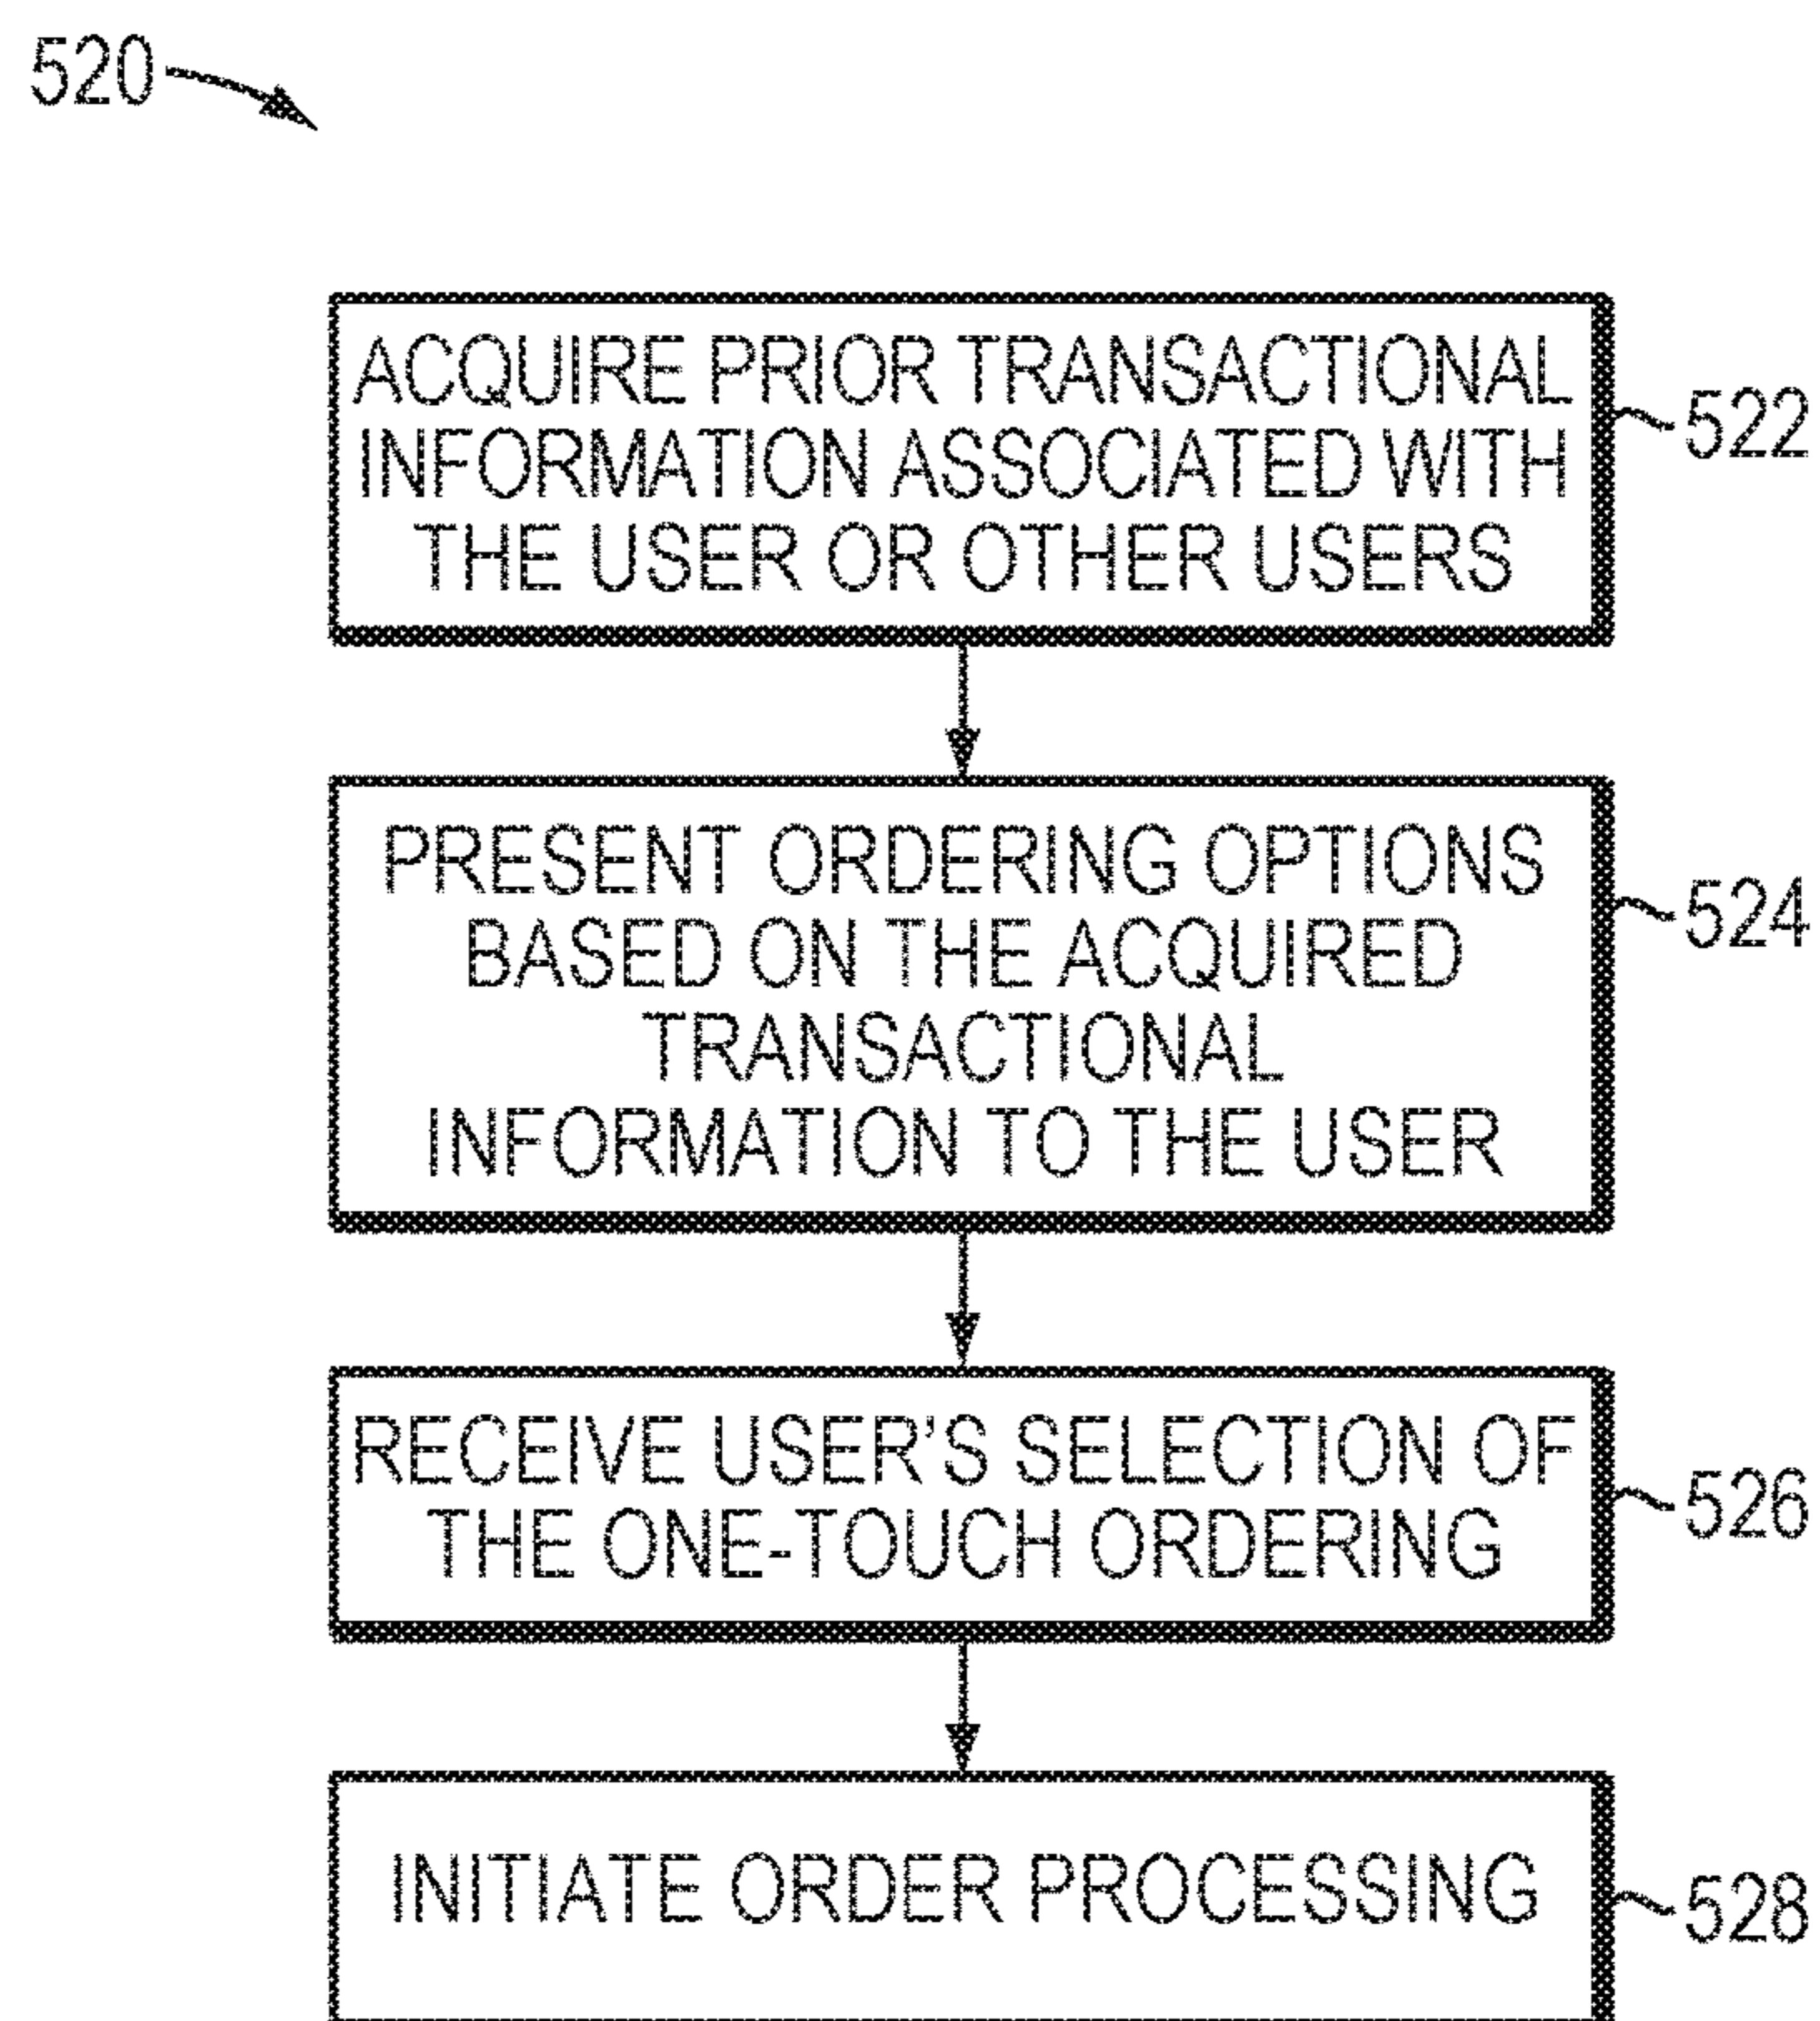 520
ACQUIRE PRIOR TRANSACTIONAL
INFORMATION ASSOCIATED WITH
THE USER OR OTHER USERS
522
PRESENT ORDERING OPTIONS
BASED ON THE ACQUIRED
TRANSACTIONAL
INFORMATION TO THE USER
524
RECEIVE USER’S SELECTION OF
THE ONE-TOUCH ORDERING
526
INITIATE ORDER PROCESSING
528